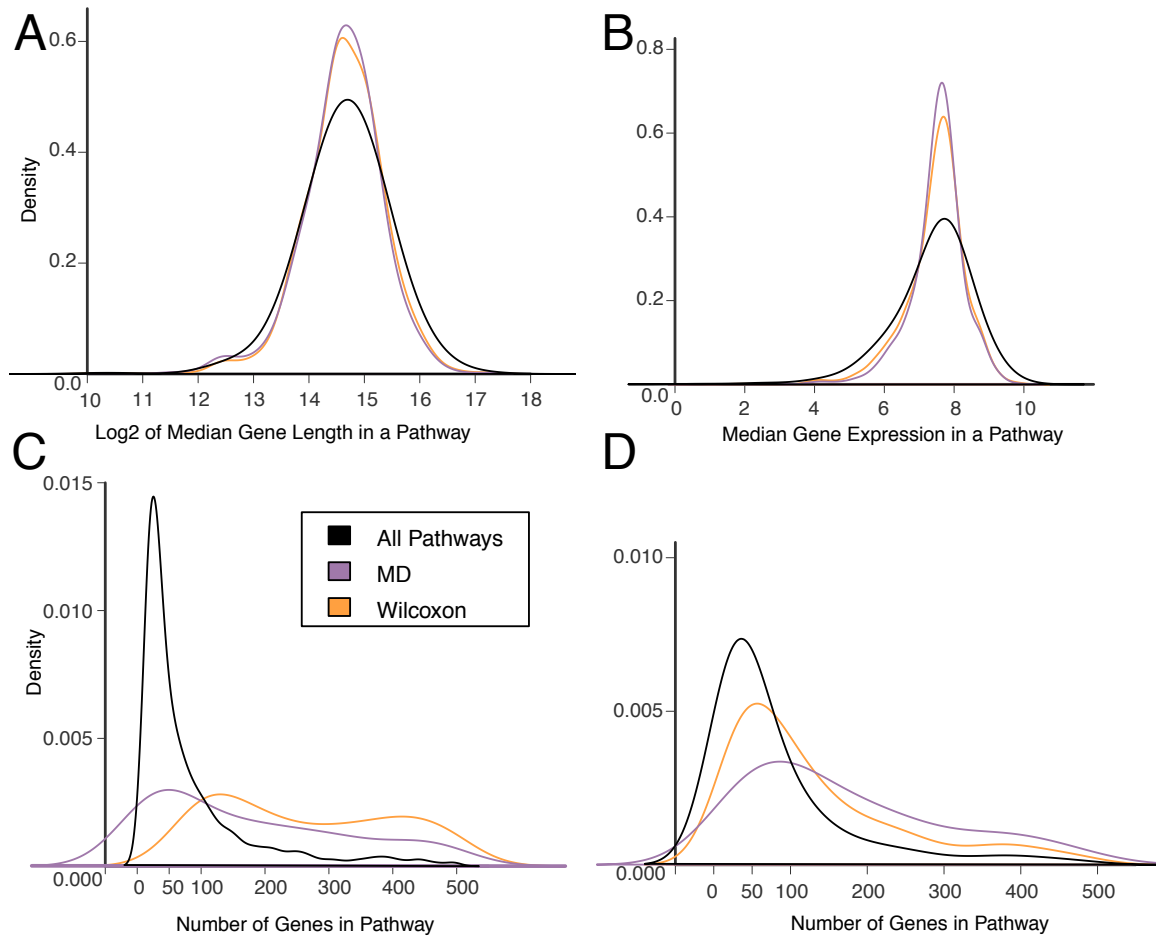 A
0.6
0.4
0.2
0.0
Density
10 11 12 13 14 15 16 17 18
Log2 of Median Gene Length in a Pathway
B
0.8
0.6
0.4
0.2
0.0
0 2 4 6 8 10
Median Gene Expression in a Pathway
C
0.015
0.010
0.005
0.000
Density
0 50 100 200 300 400 500
Number of Genes in Pathway
All Pathways
MD
Wilcoxon
D
0.010
0.005
0.000
0 50 100 200 300 400 500
Number of Genes in Pathway